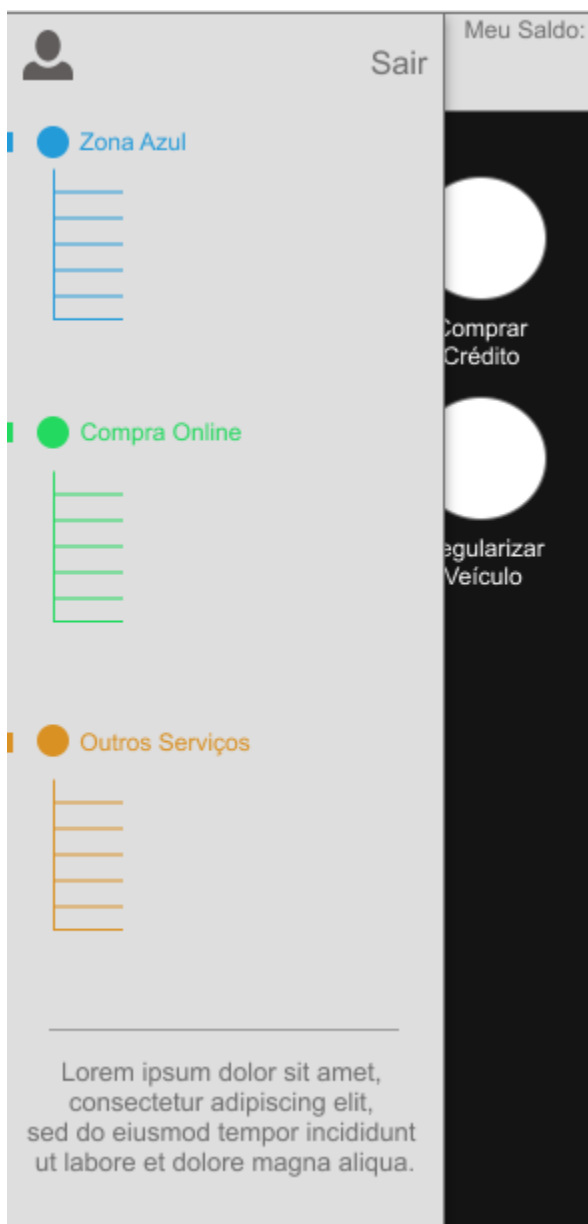 Sair
Meu Saldo:
Zona Azul
Compra Online
Outros Serviços
Lorem ipsum dolor sit amet,
consectetur adipiscing elit,
sed do eiusmod tempor incididunt
ut labore et dolore magna aliqua.
Comprar
Crédito
egularizar
Veículo